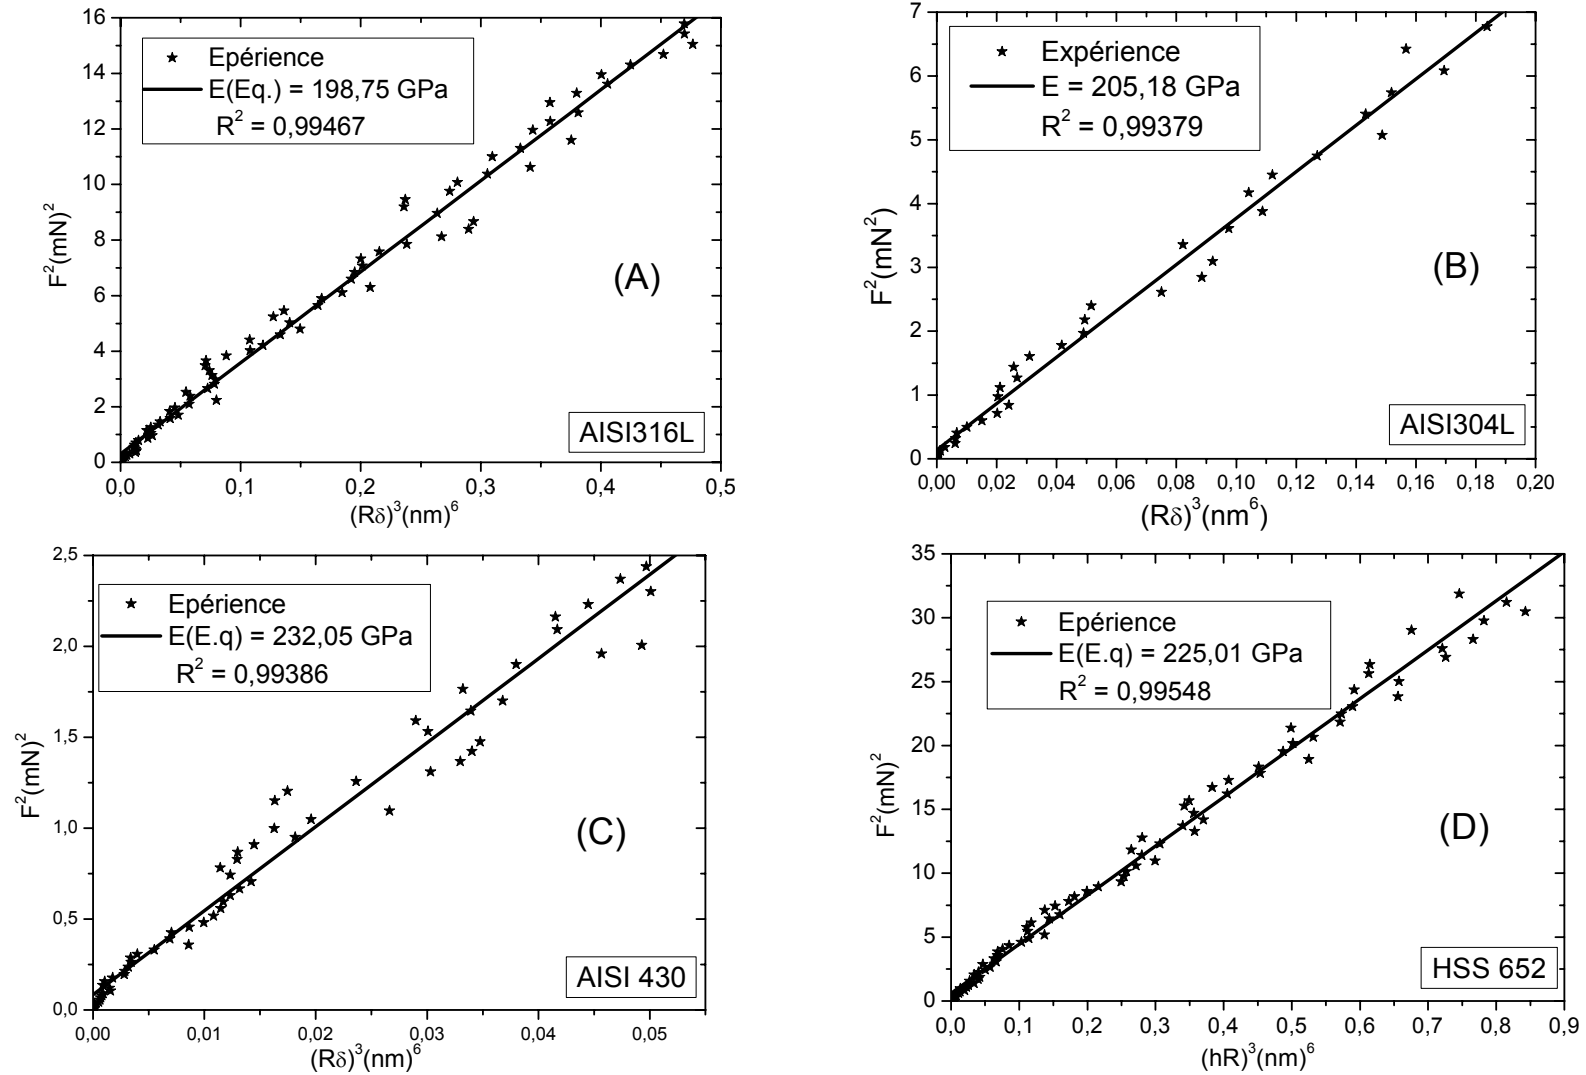 16
14
12
10
8
6
4
2
0
F²(mN)²
Epérience
E(Eq.) = 198,75 GPa
R² = 0,99467
(A)
AISI316L
0,0 0,1 0,2 0,3 0,4 0,5
(Rδ)³(nm)⁶
7
6
5
4
3
2
1
0
F²(mN²)
Expérience
E = 205,18 GPa
R² = 0,99379
(B)
AISI304L
0,00 0,02 0,04 0,06 0,08 0,10 0,12 0,14 0,16 0,18 0,20
(Rδ)³(nm⁶)
2,5
2,0
1,5
1,0
0,5
0,0
F²(mN)²
Epérience
E(E.q) = 232,05 GPa
R² = 0,99386
(C)
AISI 430
0,00 0,01 0,02 0,03 0,04 0,05
(Rδ)³(nm)⁶
35
30
25
20
15
10
5
0
F²(mN)²
Epérience
E(E.q) = 225,01 GPa
R² = 0,99548
(D)
HSS 652
0,0 0,1 0,2 0,3 0,4 0,5 0,6 0,7 0,8 0,9
(hR)³(nm)⁶